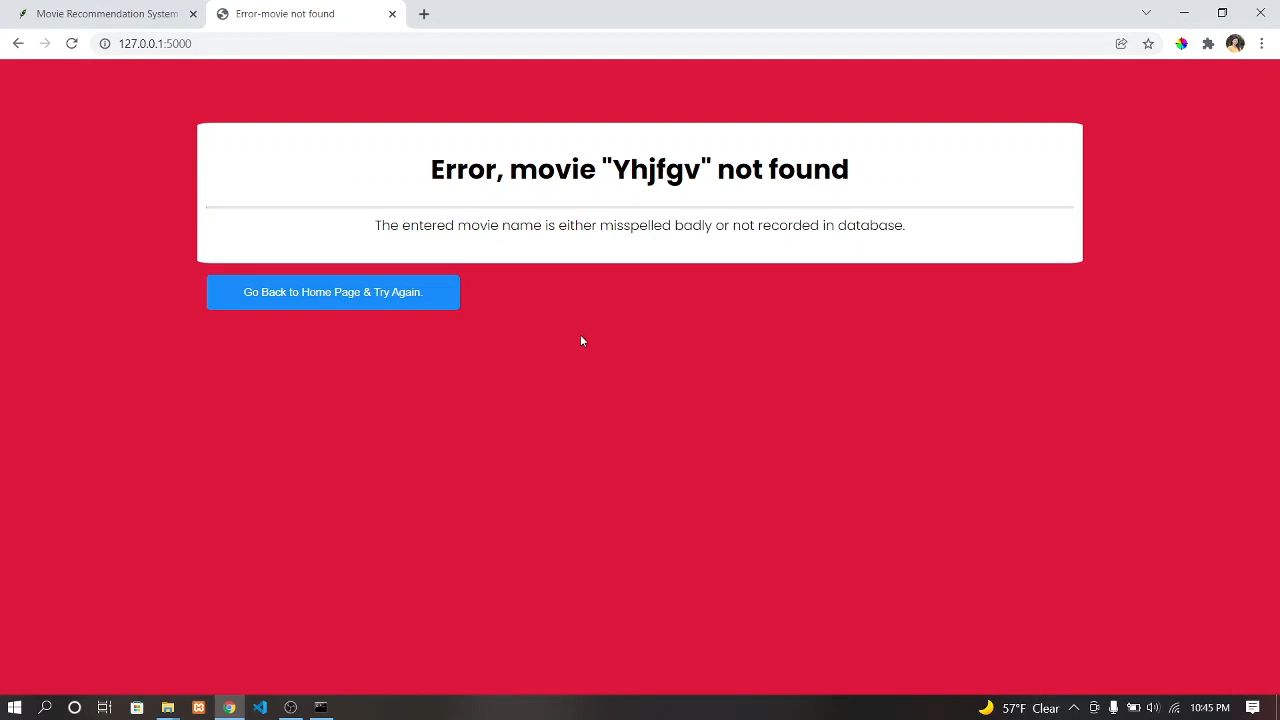 Movie Recommendation System
Error-movie not found
127.0.0.1:5000
Error, movie "Yhjfgv" not found
The entered movie name is either misspelled badly or not recorded in database.
Go Back to Home Page & Try Again.
57°F Clear
10:45 PM